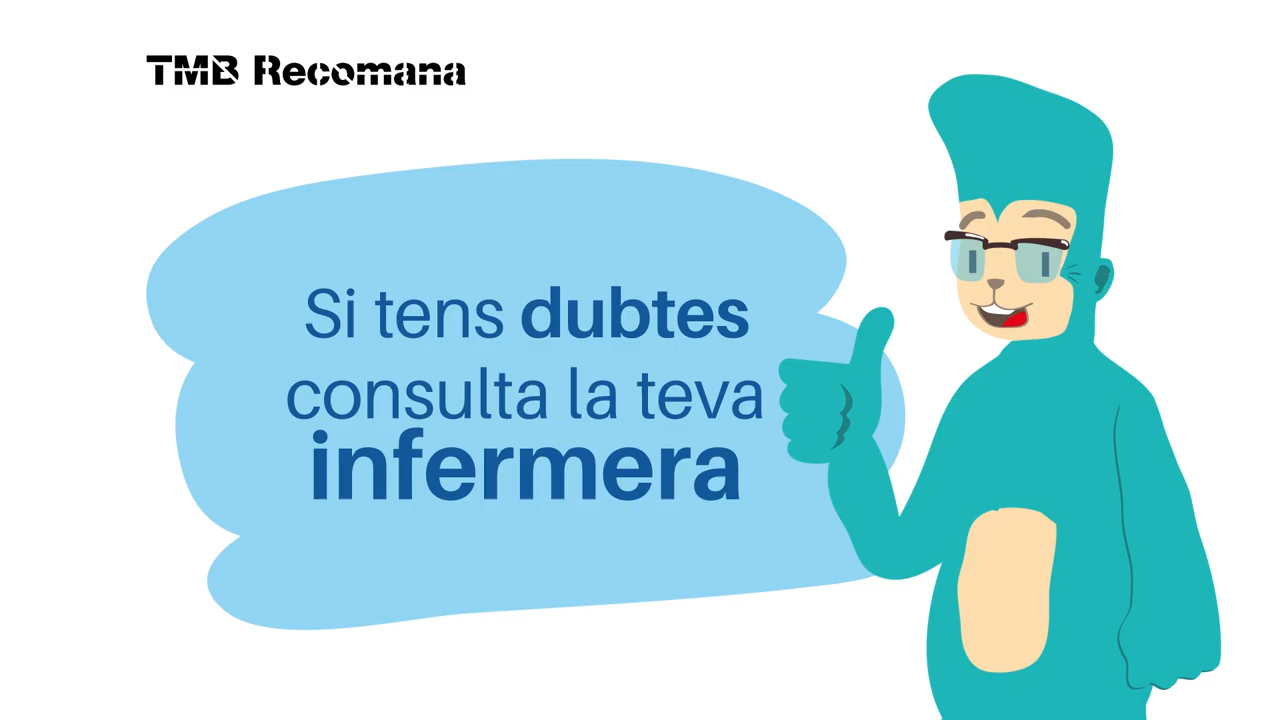 TMB Recomana
Si tens dubtes
consulta la teva
infermera